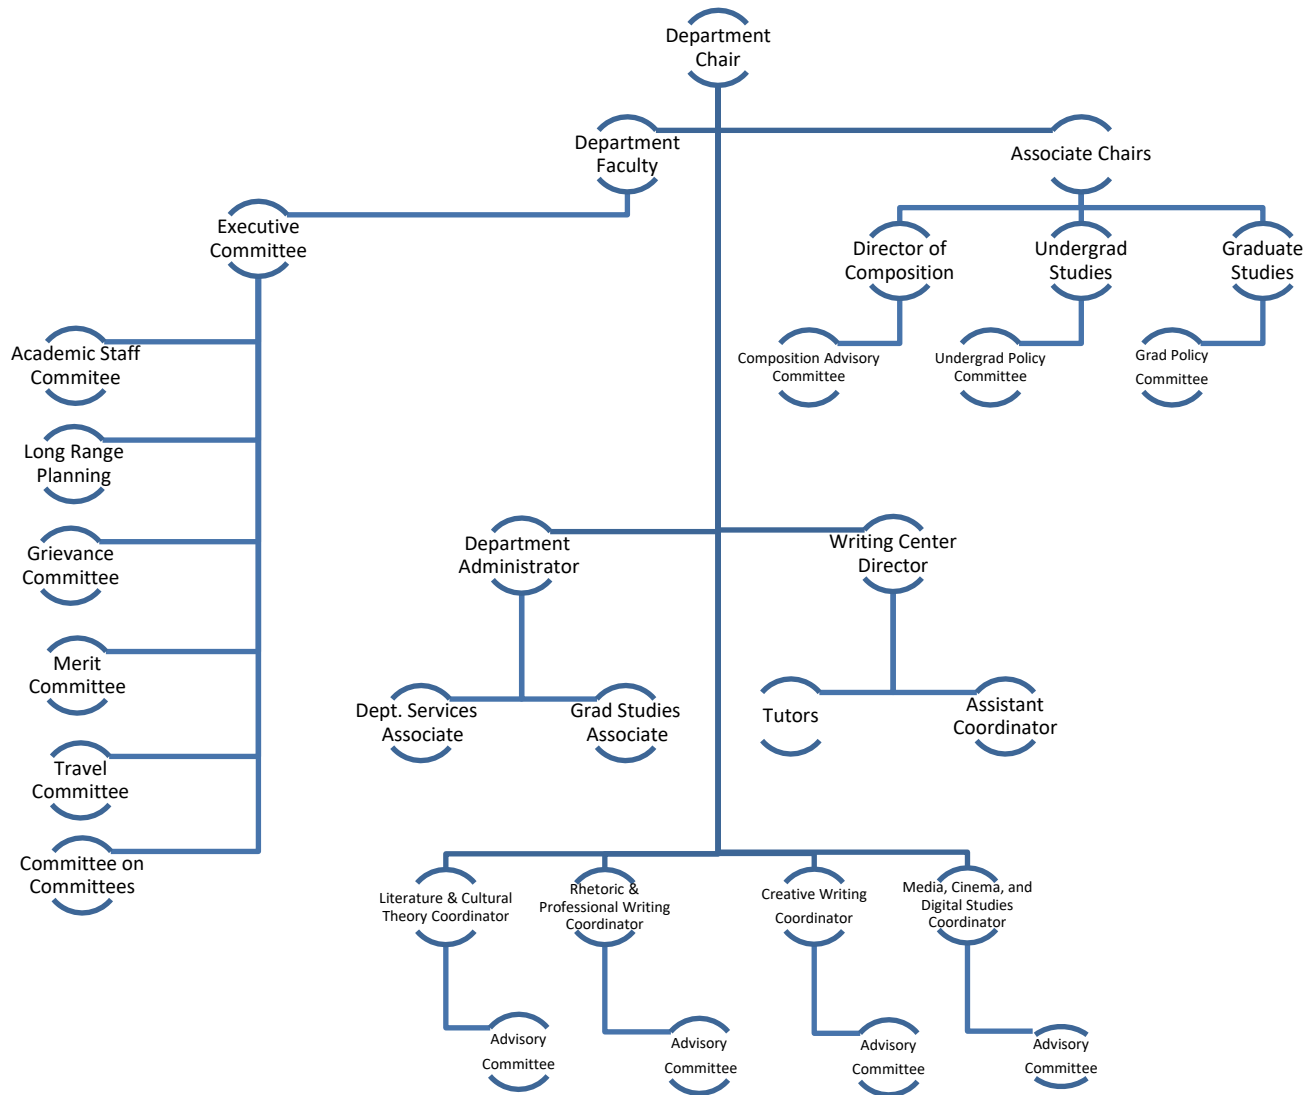 Department
Chair
Department
Faculty
Associate Chairs
Executive
Committee
Director of
Composition
Undergrad
Studies
Graduate
Studies
Academic Staff
Commitee
Composition Advisory
Committee
Undergrad Policy
Committee
Grad Policy
Committee
Long Range
Planning
Grievance
Committee
Department
Administrator
Writing Center
Director
Merit
Committee
Dept. Services
Associate
Grad Studies
Associate
Tutors
Assistant
Coordinator
Travel
Committee
Committee on
Committees
Literature & Cultural
Theory Coordinator
Rhetoric &
Professional Writing
Coordinator
Creative Writing
Coordinator
Media, Cinema, and
Digital Studies
Coordinator
Advisory
Committee
Advisory
Committee
Advisory
Committee
Advisory
Committee